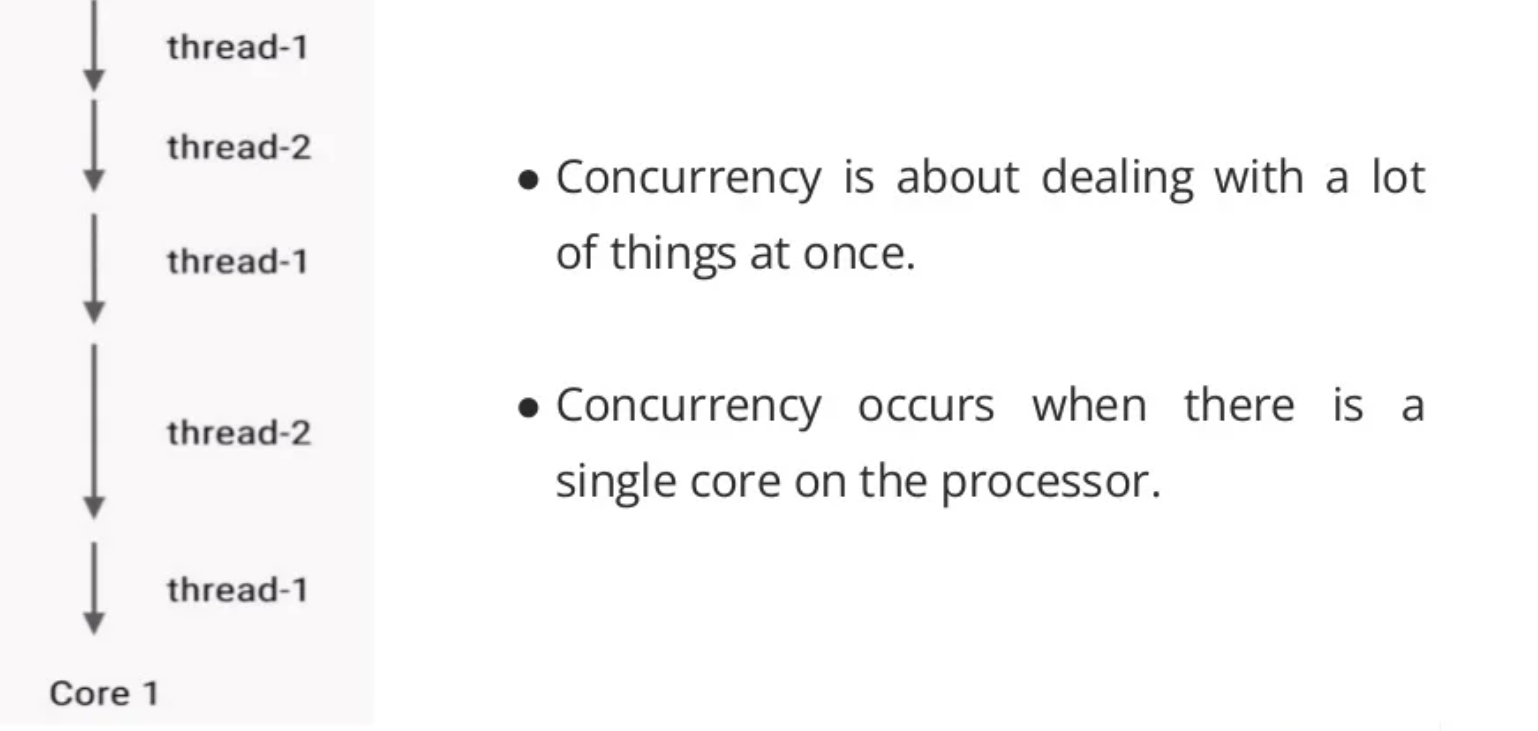 thread-1
thread-2
thread-1
thread-2
thread-1
Core 1
● Concurrency is about dealing with a lot
of things at once.
● Concurrency occurs when there is a
single core on the processor.